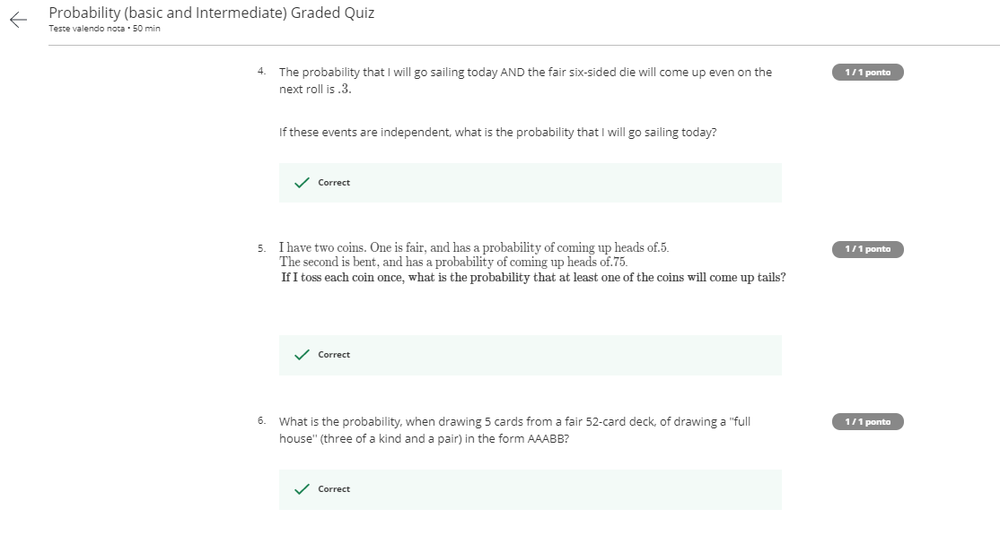 Probability (basic and Intermediate) Graded Quiz
Teste valendo nota • 50 min
4. The probability that I will go sailing today AND the fair six-sided die will come up even on the
next roll is .3.
1 / 1 ponto
If these events are independent, what is the probability that I will go sailing today?
Correct
5. I have two coins. One is fair, and has a probability of coming up heads of.5.
1 / 1 ponto
The second is bent, and has a probability of coming up heads of.75.
If I toss each coin once, what is the probability that at least one of the coins will come up tails?
Correct
6. What is the probability, when drawing 5 cards from a fair 52-card deck, of drawing a "full
house" (three of a kind and a pair) in the form AAABB?
1 / 1 ponto
Correct